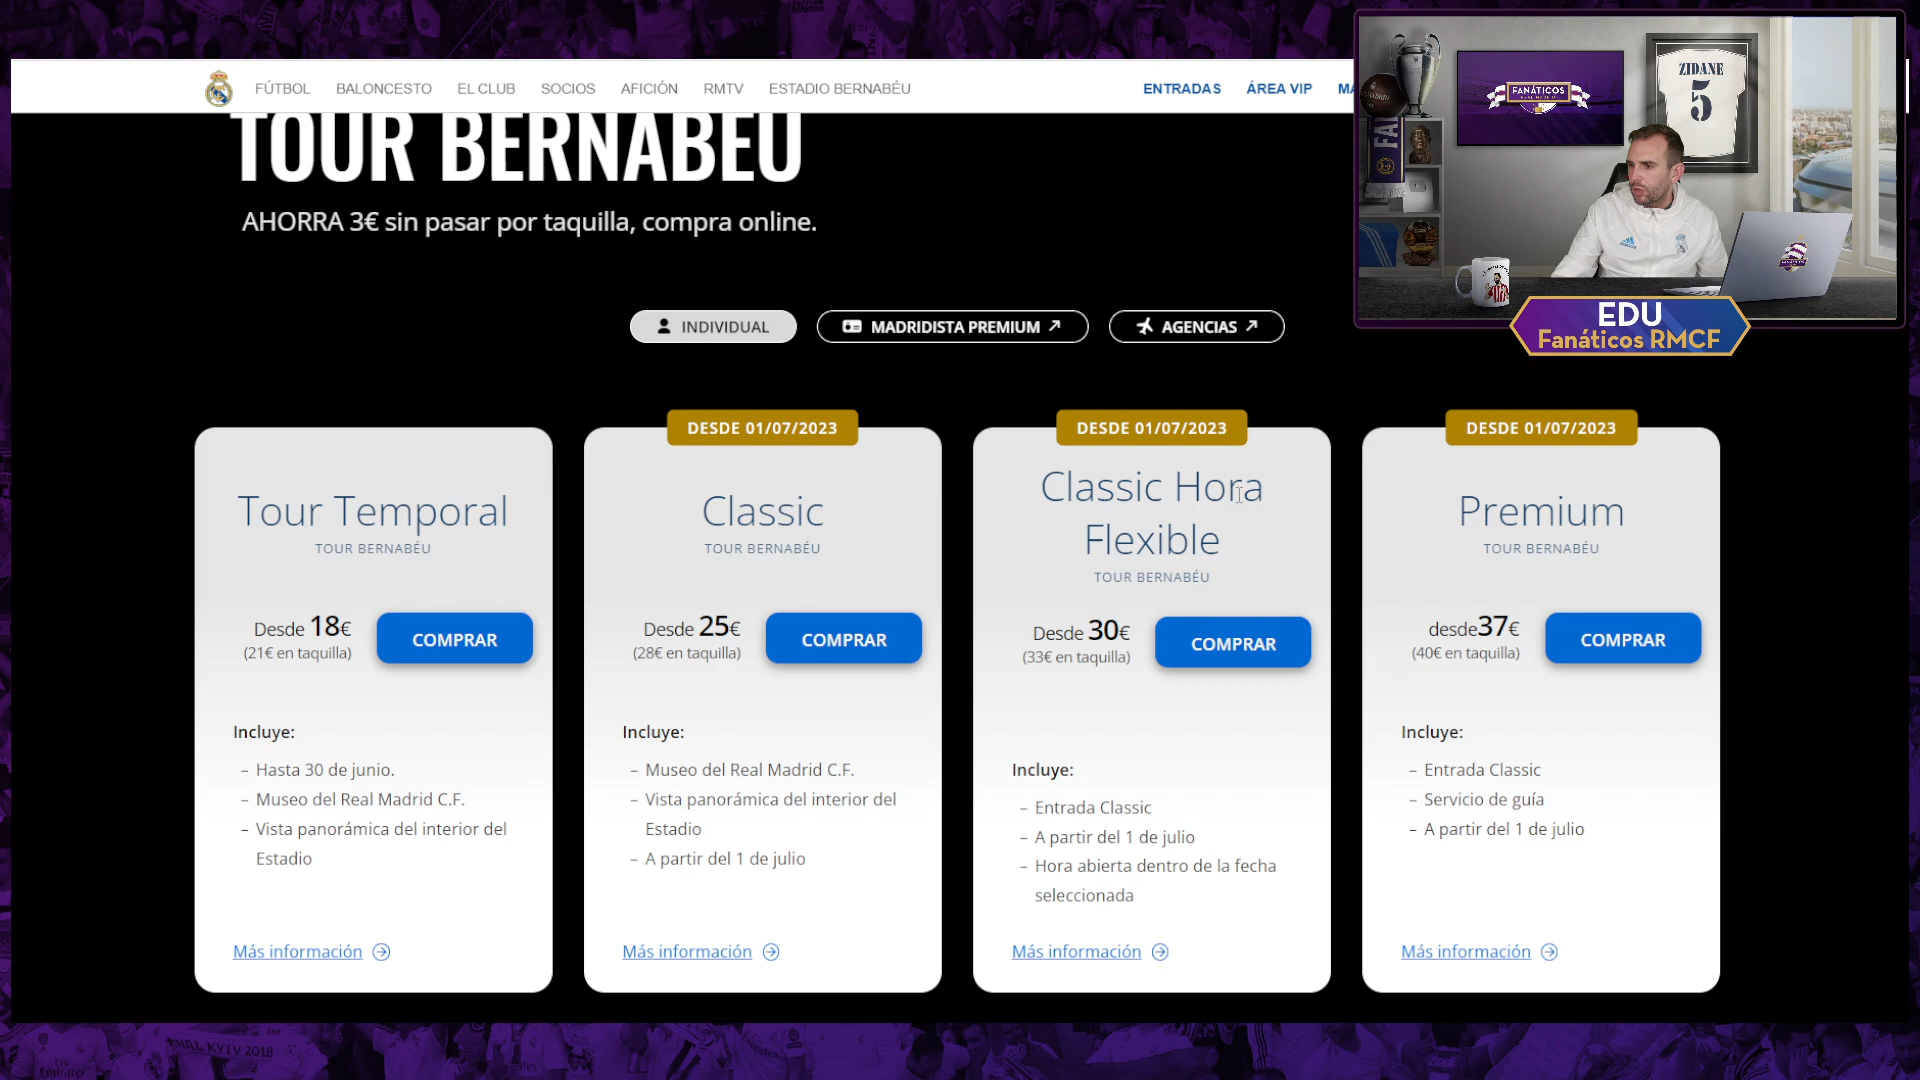 FÚTBOL BALONCESTO EL CLUB SOCIOS AFICIÓN RMTV ESTADIO BERNABÉU ENTRADAS ÁREA VIP
TOUR BERNABÉU
AHORRA 3€ sin pasar por taquilla, compra online.
INDIVIDUAL MADRIDISTA PREMIUM AGENCIAS
ZIDANE
5
FANÁTICOS
EDU
Fanáticos RMCF
Tour Temporal
TOUR BERNABÉU
Desde 18€
(21€ en taquilla)
COMPRAR
Incluye:
– Hasta 30 de junio.
– Museo del Real Madrid C.F.
– Vista panorámica del interior del
Estadio
Más información
DESDE 01/07/2023
Classic
TOUR BERNABÉU
Desde 25€
(28€ en taquilla)
COMPRAR
Incluye:
– Museo del Real Madrid C.F.
– Vista panorámica del interior del
Estadio
– A partir del 1 de julio
Más información
DESDE 01/07/2023
Classic Hora
Flexible
TOUR BERNABÉU
Desde 30€
(33€ en taquilla)
COMPRAR
Incluye:
– Entrada Classic
– A partir del 1 de julio
– Hora abierta dentro de la fecha
seleccionada
Más información
DESDE 01/07/2023
Premium
TOUR BERNABÉU
desde37€
(40€ en taquilla)
COMPRAR
Incluye:
– Entrada Classic
– Servicio de guía
– A partir del 1 de julio
Más información
KYIV 2018